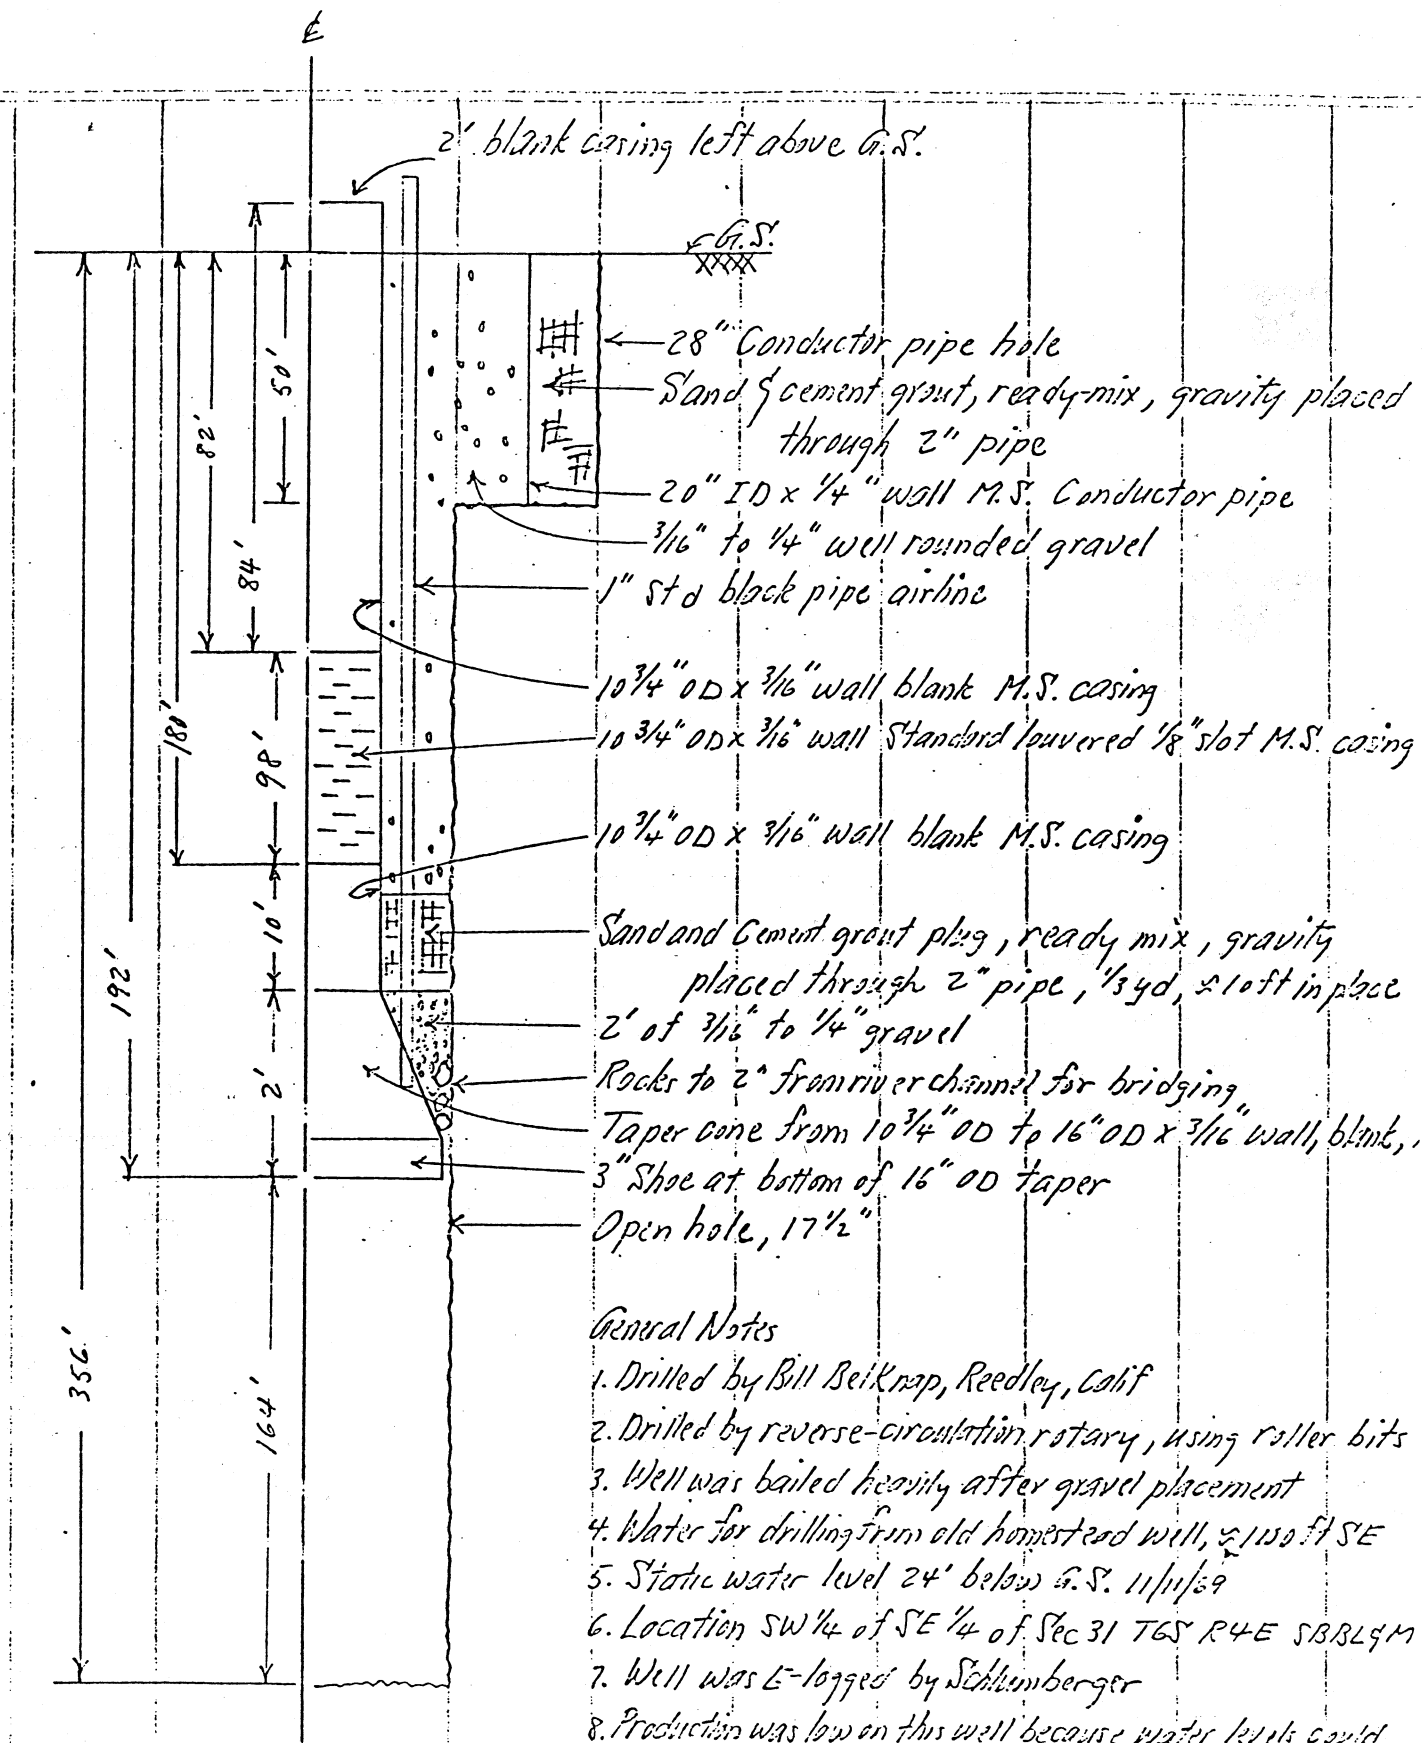 ℄
2' blank casing left above G.S.
G.S.
28" Conductor pipe hole
Sand & cement grout, ready-mix, gravity placed
through 2" pipe
20" ID x 1/4" wall M.S. Conductor pipe
3/16" to 1/4" well rounded gravel
1" Std black pipe airline
10 3/4" OD x 3/16" wall blank M.S. casing
10 3/4" OD x 3/16" wall Standard louvered 1/8" slot M.S. casing
10 3/4" OD x 3/16" wall blank M.S. casing
Sand and Cement grout plug, ready mix, gravity
placed through 2" pipe, 1/3 yd, ≈ 10 ft in place
2' of 3/16" to 1/4" gravel
Rocks to 2" from river channel for bridging
Taper cone from 10 3/4" OD to 16" OD x 3/16" wall, blank,
3" Shoe at bottom of 16" OD taper
Open hole, 17 1/2"
50'
82'
84'
180'
98'
10'
192'
2'
356'
164'
General Notes
1. Drilled by Bill Belknap, Reedley, Calif
2. Drilled by reverse-circulation rotary, using roller bits
3. Well was bailed heavily after gravel placement
4. Water for drilling from old homestead well, ≈ ft SE
5. Static water level 24' below G.S. 11/11/
6. Location SW 1/4 of SE 1/4 of Sec 31 R4E SBBL&M
7. Well was E-logged by Schlumberger
8. Production was low on this well because water levels could